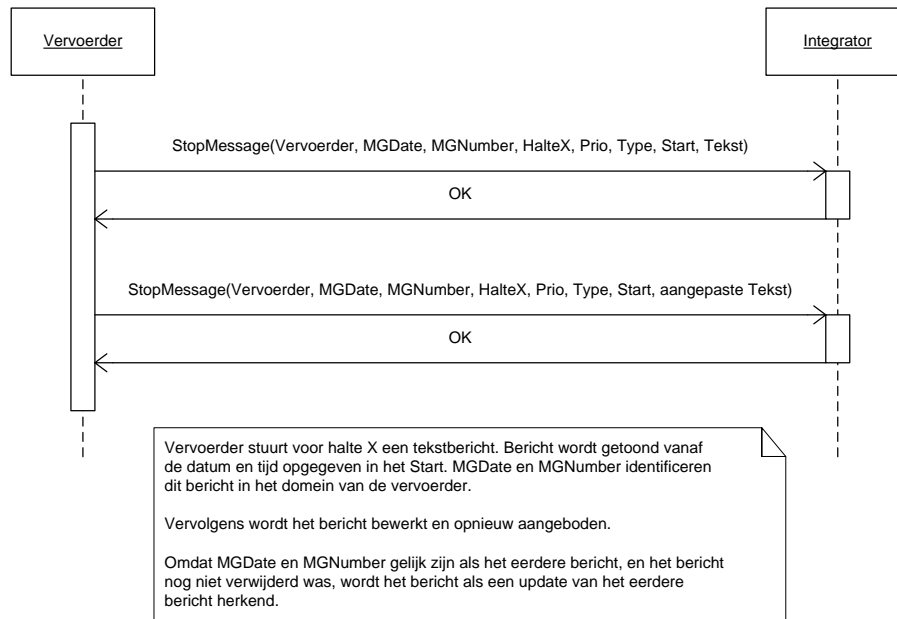 Vervoerder
Integrator
StopMessage(Vervoerder, MGDate, MGNumber, HalteX, Prio, Type, Start, Tekst)
OK
StopMessage(Vervoerder, MGDate, MGNumber, HalteX, Prio, Type, Start, aangepaste Tekst)
OK
Vervoerder stuurt voor halte X een tekstbericht. Bericht wordt getoond vanaf
de datum en tijd opgegeven in het Start. MGDate en MGNumber identificeren
dit bericht in het domein van de vervoerder.
Vervolgens wordt het bericht bewerkt en opnieuw aangeboden.
Omdat MGDate en MGNumber gelijk zijn als het eerdere bericht, en het bericht
nog niet verwijderd was, wordt het bericht als een update van het eerdere
bericht herkend.